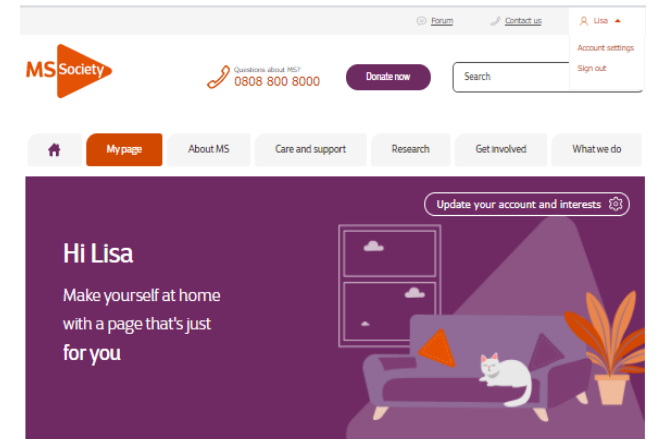 Forum
Contact us
Lisa
Account settings
Sign out
MS Society
Questions about MS?
0808 800 8000
Donate now
Search
My page
About MS
Care and support
Research
Get involved
What we do
Update your account and interests
Hi Lisa
Make yourself at home
with a page that's just
for you